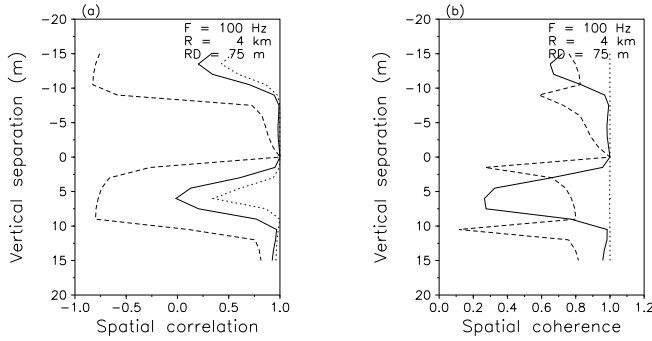 (a)
F = 100 Hz
R = 4 km
RD = 75 m
-20
-15
-10
-5
0
5
10
15
20
Vertical separation (m)
-1.0
-0.5
0.0
0.5
1.0
Spatial correlation
(b)
F = 100 Hz
R = 4 km
RD = 75 m
-20
-15
-10
-5
0
5
10
15
20
Vertical separation (m)
0.0
0.2
0.4
0.6
0.8
1.0
1.2
Spatial coherence